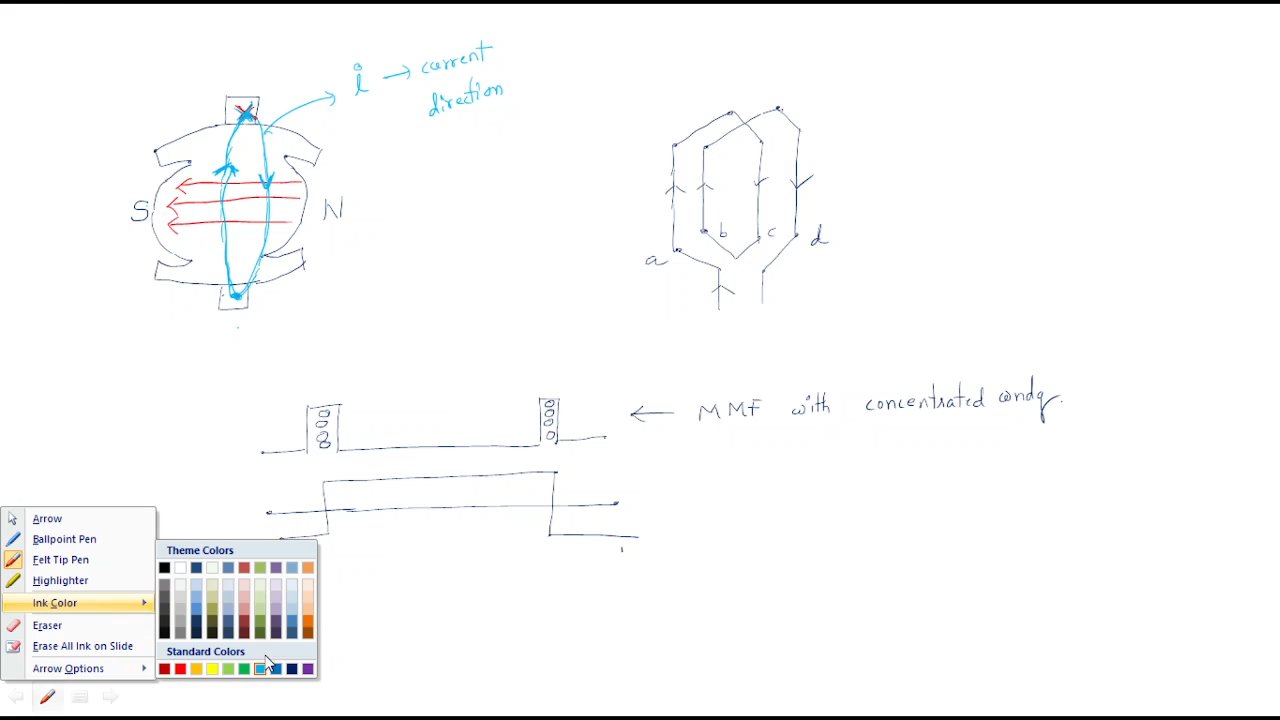 i → current
direction
S
N
a
b
c
d
← MMF with concentrated wndg.
Arrow
Ballpoint Pen
Felt Tip Pen
Highlighter
Ink Color
Eraser
Erase All Ink on Slide
Arrow Options
Theme Colors
Standard Colors